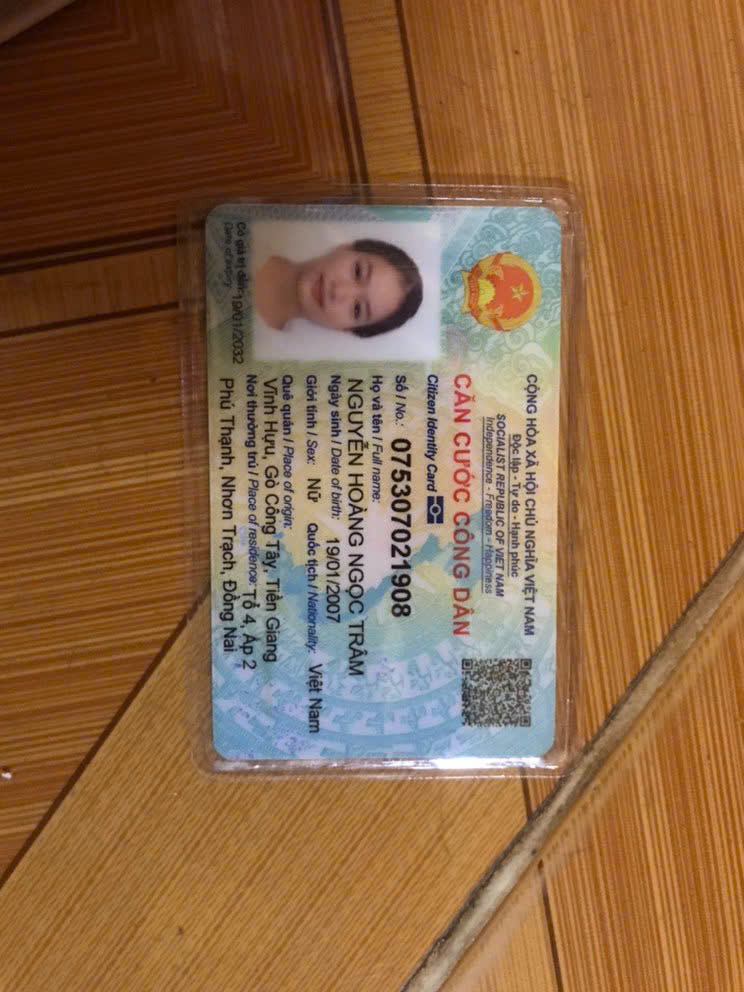 CỘNG HÒA XÃ HỘI CHỦ NGHĨA VIỆT NAM
Độc lập - Tự do - Hạnh phúc
SOCIALIST REPUBLIC OF VIET NAM
Independence - Freedom - Happiness
CĂN CƯỚC CÔNG DÂN
Citizen Identity Card
Số / No.: 075307021908
Họ và tên / Full name:
NGUYỄN HOÀNG NGỌC TRÂM
Ngày sinh / Date of birth: 19/01/2007
Giới tính / Sex: Nữ Quốc tịch / Nationality: Việt Nam
Quê quán / Place of origin:
Vĩnh Hựu, Gò Công Tây, Tiền Giang
Nơi thường trú / Place of residence: Tổ 4, Ấp 2
Phú Thạnh, Nhơn Trạch, Đồng Nai
Có giá trị đến: 19/01/2032
Date of expiry